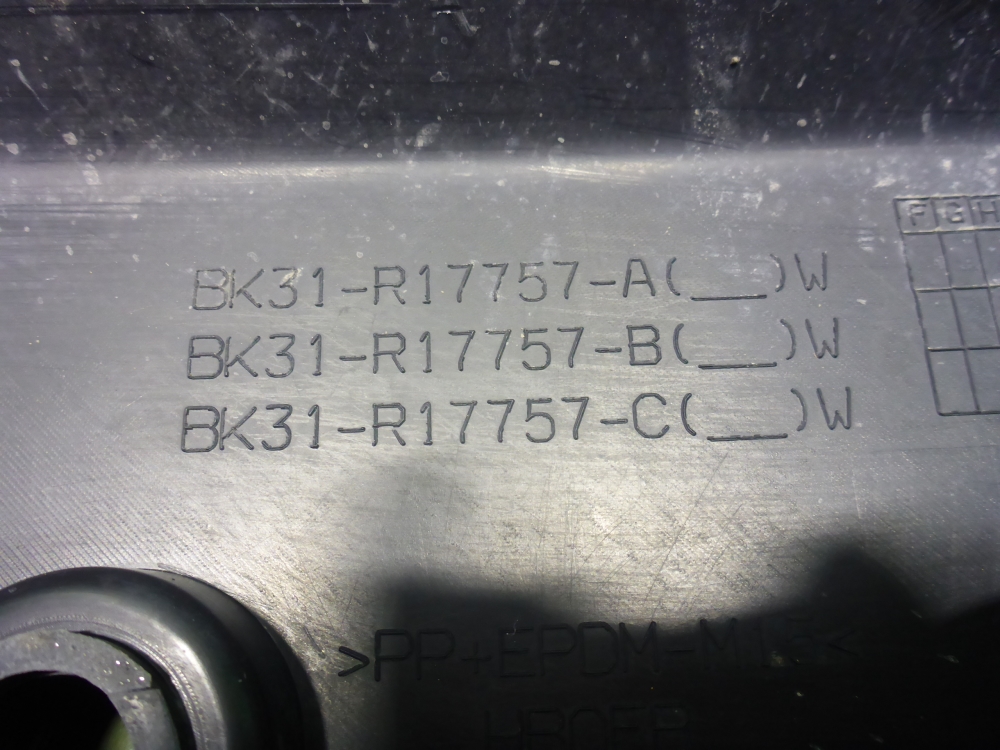 F G H
BK31-R17757-A(___)W
BK31-R17757-B(___)W
BK31-R17757-C(___)W
>PP+EPDM-M15<